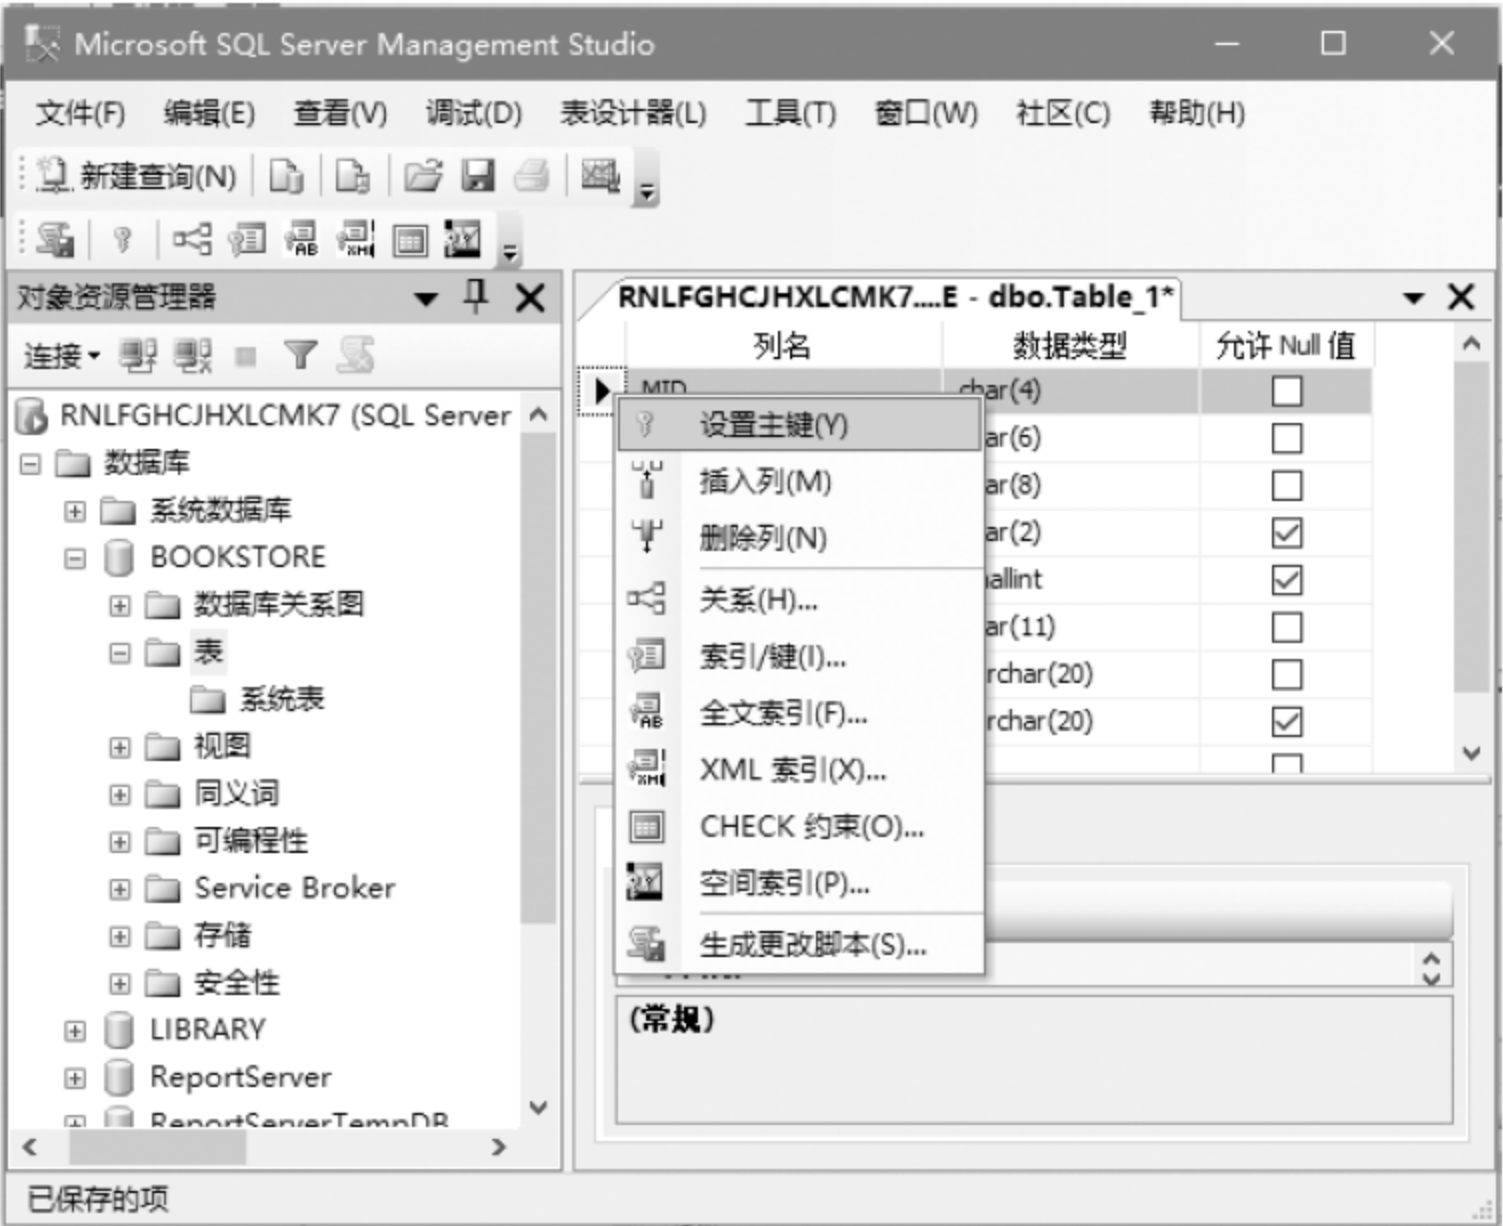 Microsoft SQL Server Management Studio
文件(F) 编辑(E) 查看(V) 调试(D) 表设计器(L) 工具(T) 窗口(W) 社区(C) 帮助(H)
新建查询(N)
对象资源管理器
连接
RNLFGHCJHXLCMK7 (SQL Server
数据库
系统数据库
BOOKSTORE
数据库关系图
表
系统表
视图
同义词
可编程性
Service Broker
存储
安全性
LIBRARY
ReportServer
ReportServerTempDB
RNLFGHCJHXLCMK7....E - dbo.Table_1*
列名 数据类型 允许 Null 值
MID char(4)
ar(6)
ar(8)
ar(2)
allint
ar(11)
rchar(20)
rchar(20)
设置主键(Y)
插入列(M)
删除列(N)
关系(H)...
索引/键(I)...
全文索引(F)...
XML 索引(X)...
CHECK 约束(O)...
空间索引(P)...
生成更改脚本(S)...
(常规)
已保存的项